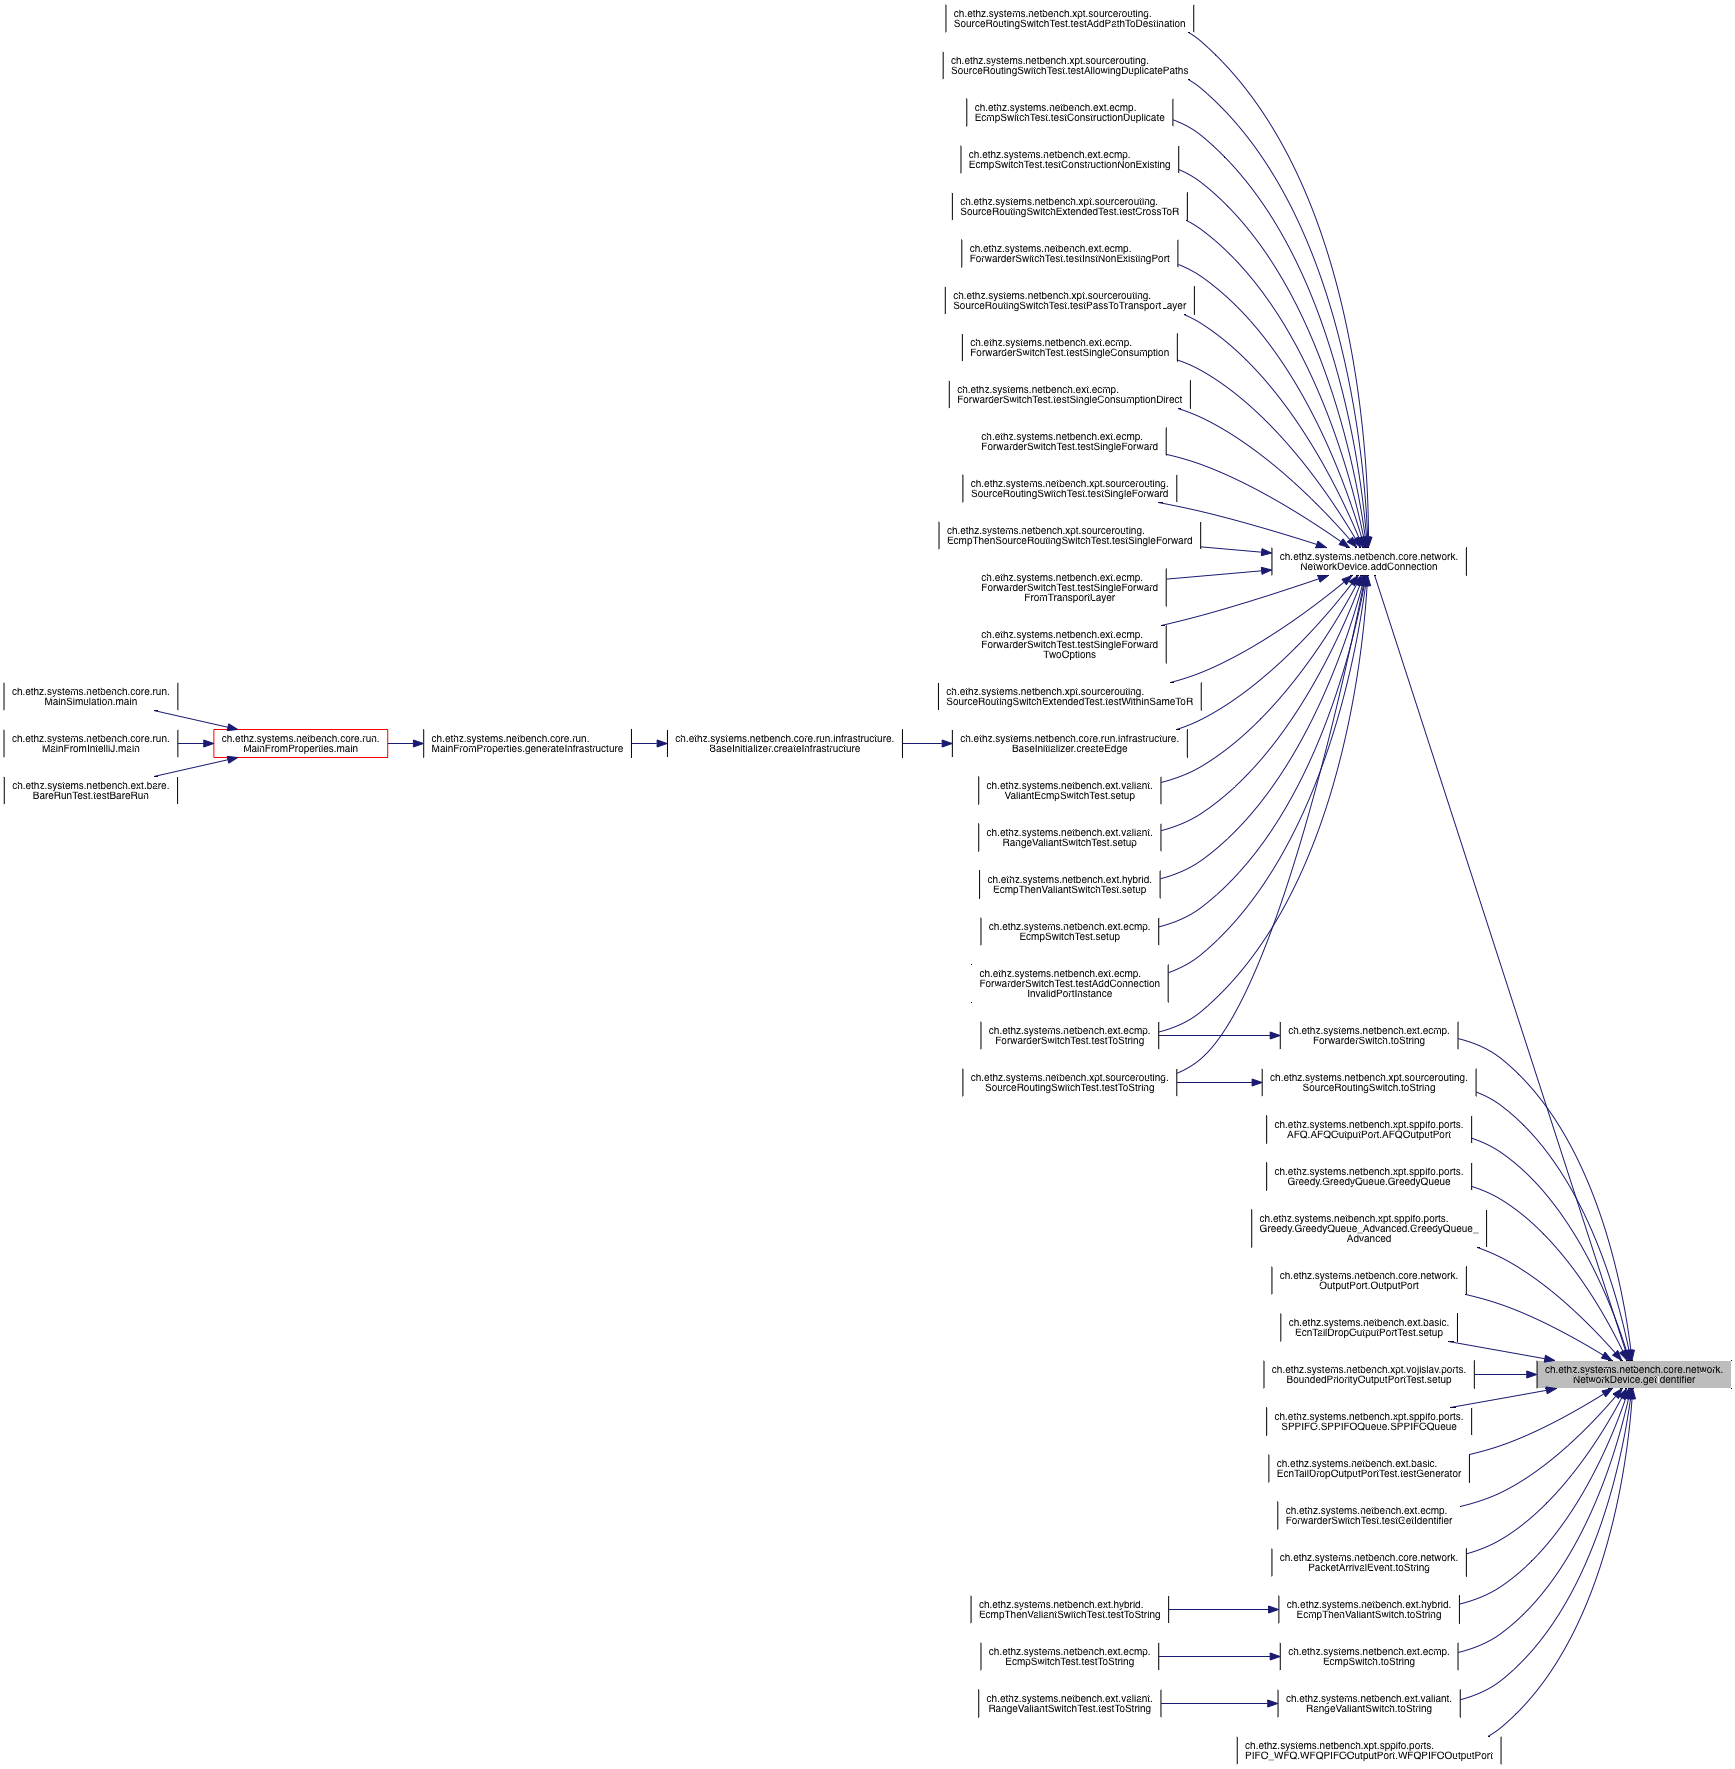 ch.ethz.systems.netbench.xpt.sourcerouting.
SourceRoutingSwitchTest.testAddPathToDestination
ch.ethz.systems.netbench.xpt.sourcerouting.
SourceRoutingSwitchTest.testAllowingDuplicatePaths
ch.ethz.systems.netbench.ext.ecmp.
EcmpSwitchTest.testConstructionDuplicate
ch.ethz.systems.netbench.ext.ecmp.
EcmpSwitchTest.testConstructionNonExisting
ch.ethz.systems.netbench.xpt.sourcerouting.
SourceRoutingSwitchExtendedTest.testCrossToR
ch.ethz.systems.netbench.ext.ecmp.
ForwarderSwitchTest.testInstNonExistingPort
ch.ethz.systems.netbench.xpt.sourcerouting.
SourceRoutingSwitchTest.testPassToTransportLayer
ch.ethz.systems.netbench.ext.ecmp.
ForwarderSwitchTest.testSingleConsumption
ch.ethz.systems.netbench.ext.ecmp.
ForwarderSwitchTest.testSingleConsumptionDirect
ch.ethz.systems.netbench.ext.ecmp.
ForwarderSwitchTest.testSingleForward
ch.ethz.systems.netbench.xpt.sourcerouting.
SourceRoutingSwitchTest.testSingleForward
ch.ethz.systems.netbench.xpt.sourcerouting.
EcmpThenSourceRoutingSwitchTest.testSingleForward
ch.ethz.systems.netbench.core.network.
NetworkDevice.addConnection
ch.ethz.systems.netbench.ext.ecmp.
ForwarderSwitchTest.testSingleForward
FromTransportLayer
ch.ethz.systems.netbench.ext.ecmp.
ForwarderSwitchTest.testSingleForward
TwoOptions
ch.ethz.systems.netbench.xpt.sourcerouting.
SourceRoutingSwitchExtendedTest.testWithinSameToR
ch.ethz.systems.netbench.core.run.
MainSimulation.main
ch.ethz.systems.netbench.core.run.
MainFromIntelliJ.main
ch.ethz.systems.netbench.core.run.
MainFromProperties.main
ch.ethz.systems.netbench.core.run.
MainFromProperties.generateInfrastructure
ch.ethz.systems.netbench.core.run.infrastructure.
BaseInitializer.createInfrastructure
ch.ethz.systems.netbench.core.run.infrastructure.
BaseInitializer.createEdge
ch.ethz.systems.netbench.ext.bare.
BareRunTest.testBareRun
ch.ethz.systems.netbench.ext.valiant.
ValiantEcmpSwitchTest.setup
ch.ethz.systems.netbench.ext.valiant.
RangeValiantSwitchTest.setup
ch.ethz.systems.netbench.ext.hybrid.
EcmpThenValiantSwitchTest.setup
ch.ethz.systems.netbench.ext.ecmp.
EcmpSwitchTest.setup
ch.ethz.systems.netbench.ext.ecmp.
ForwarderSwitchTest.testAddConnection
InvalidPortInstance
ch.ethz.systems.netbench.ext.ecmp.
ForwarderSwitchTest.testToString
ch.ethz.systems.netbench.ext.ecmp.
ForwarderSwitch.toString
ch.ethz.systems.netbench.xpt.sourcerouting.
SourceRoutingSwitchTest.testToString
ch.ethz.systems.netbench.xpt.sourcerouting.
SourceRoutingSwitch.toString
ch.ethz.systems.netbench.xpt.sppifo.ports.
AFQ.AFQOutputPort.AFQOutputPort
ch.ethz.systems.netbench.xpt.sppifo.ports.
Greedy.GreedyQueue.GreedyQueue
ch.ethz.systems.netbench.xpt.sppifo.ports.
Greedy.GreedyQueue_Advanced.GreedyQueue_
Advanced
ch.ethz.systems.netbench.core.network.
OutputPort.OutputPort
ch.ethz.systems.netbench.ext.basic.
EcnTailDropOutputPortTest.setup
ch.ethz.systems.netbench.xpt.vojislav.ports.
BoundedPriorityOutputPortTest.setup
ch.ethz.systems.netbench.core.network.
NetworkDevice.getIdentifier
ch.ethz.systems.netbench.xpt.sppifo.ports.
SPPIFO.SPPIFOQueue.SPPIFOQueue
ch.ethz.systems.netbench.ext.basic.
EcnTailDropOutputPortTest.testGenerator
ch.ethz.systems.netbench.ext.ecmp.
ForwarderSwitchTest.testGetIdentifier
ch.ethz.systems.netbench.core.network.
PacketArrivalEvent.toString
ch.ethz.systems.netbench.ext.hybrid.
EcmpThenValiantSwitchTest.testToString
ch.ethz.systems.netbench.ext.hybrid.
EcmpThenValiantSwitch.toString
ch.ethz.systems.netbench.ext.ecmp.
EcmpSwitchTest.testToString
ch.ethz.systems.netbench.ext.ecmp.
EcmpSwitch.toString
ch.ethz.systems.netbench.ext.valiant.
RangeValiantSwitchTest.testToString
ch.ethz.systems.netbench.ext.valiant.
RangeValiantSwitch.toString
ch.ethz.systems.netbench.xpt.sppifo.ports.
PIFO_WFQ.WFQPIFOOutputPort.WFQPIFOOutputPort